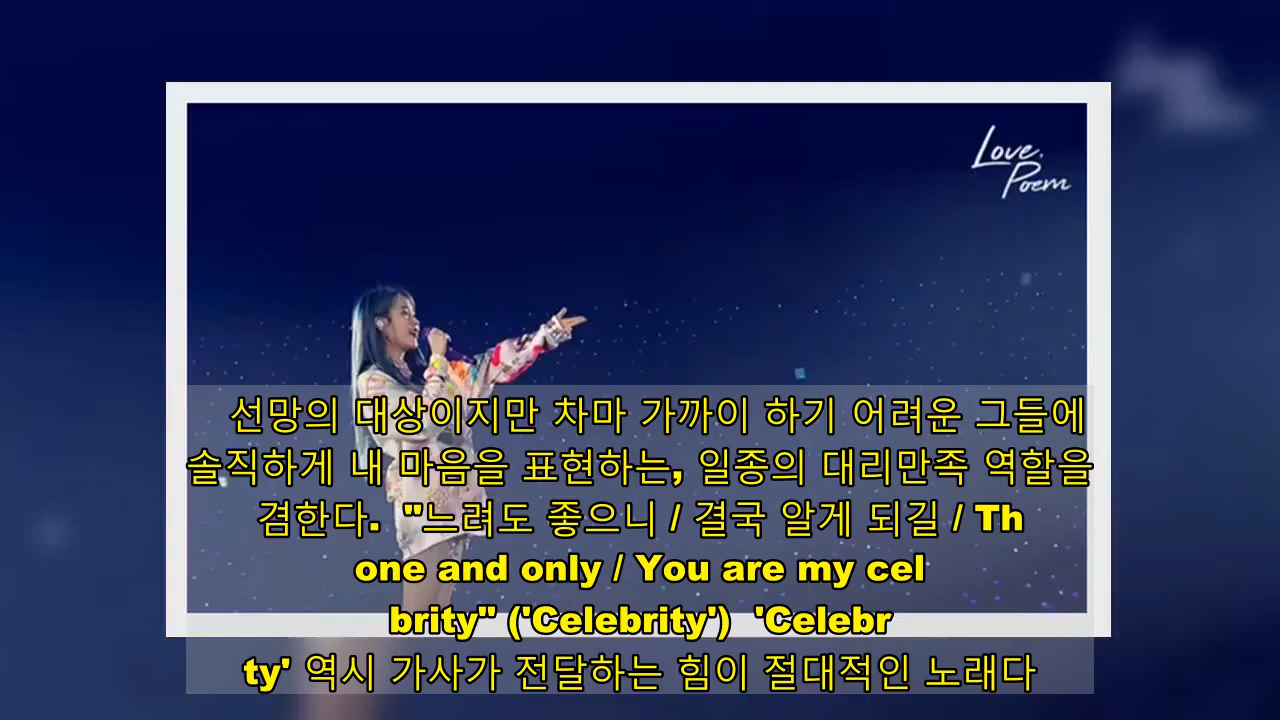 Love,
Poem
선망의 대상이지만 차마 가까이 하기 어려운 그들에
솔직하게 내 마음을 표현하는, 일종의 대리만족 역할을
겸한다. "느려도 좋으니 / 결국 알게 되길 / Th
one and only / You are my cel
brity" ('Celebrity') 'Celebr
ty' 역시 가사가 전달하는 힘이 절대적인 노래다